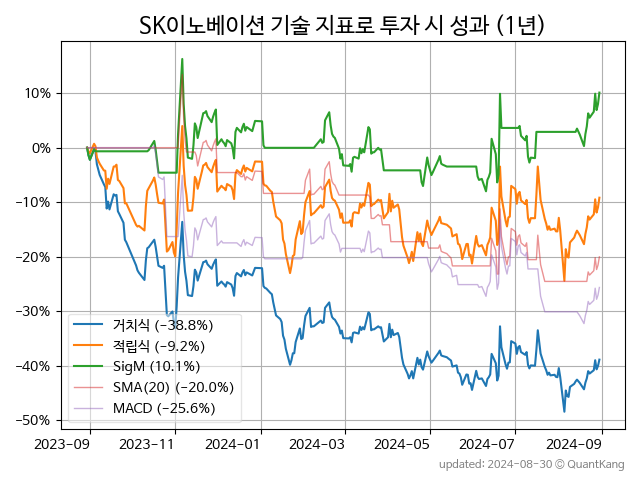 SK이노베이션 기술 지표로 투자 시 성과 (1년)
10%
0%
−10%
−20%
−30%
−40%
−50%
거치식 (−38.8%)
적립식 (−9.2%)
SigM (10.1%)
SMA(20) (−20.0%)
MACD (−25.6%)
2023-09
2023-11
2024-01
2024-03
2024-05
2024-07
2024-09
updated: 2024-08-30 © QuantKang